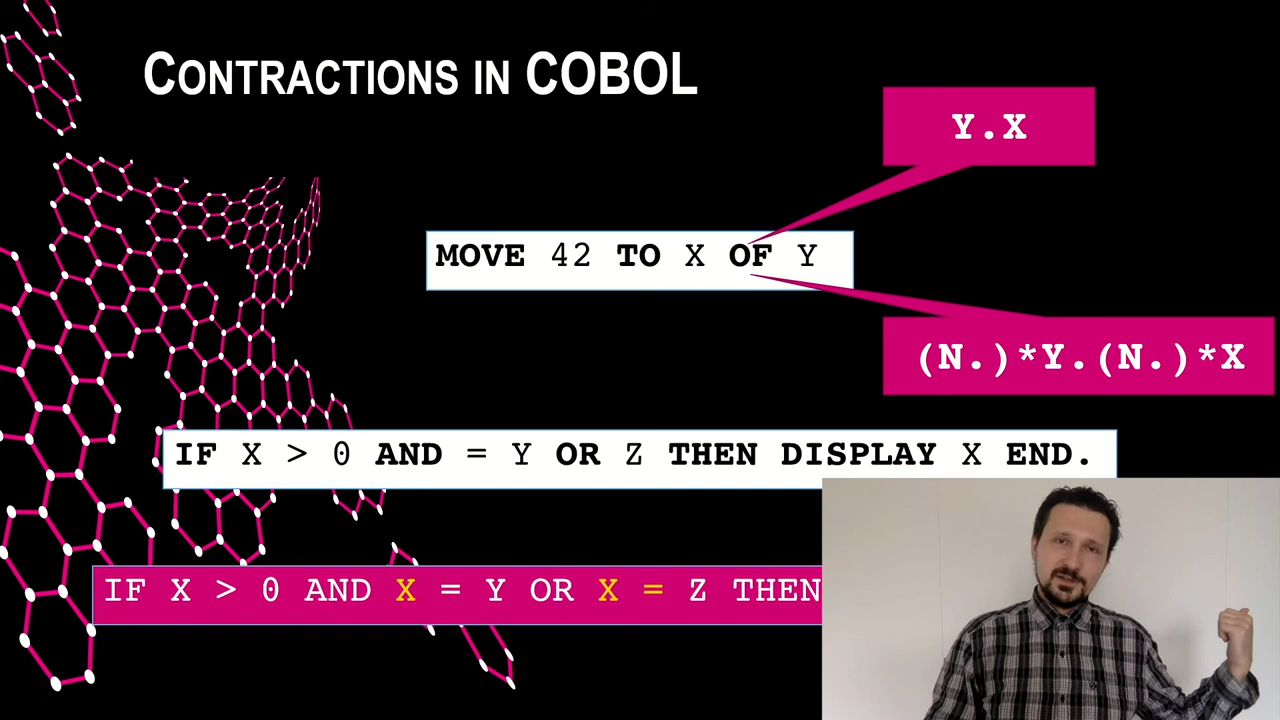 CONTRACTIONS IN COBOL
Y.X
MOVE 42 TO X OF Y
(N.)*Y.(N.)*X
IF X > 0 AND = Y OR Z THEN DISPLAY X END.
IF X > 0 AND X = Y OR X = Z THEN